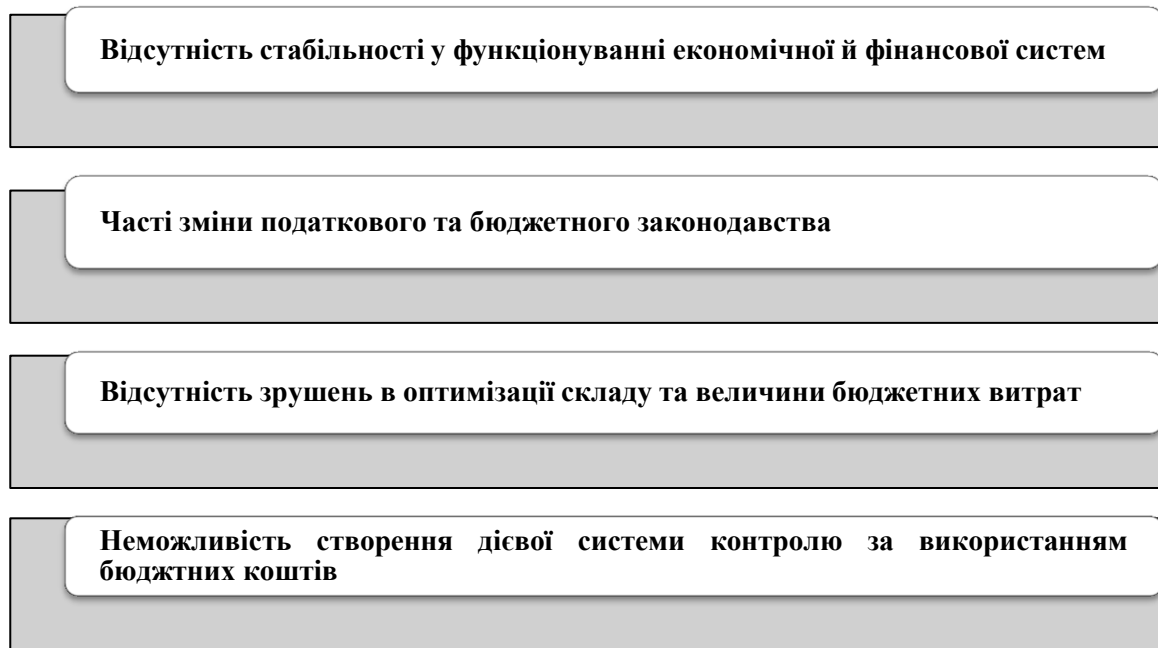 Відсутність стабільності у функціонуванні економічної й фінансової систем
Часті зміни податкового та бюджетного законодавства
Відсутність зрушень в оптимізації складу та величини бюджетних витрат
Неможливість створення дієвої системи контролю за використанням
бюджтних коштів